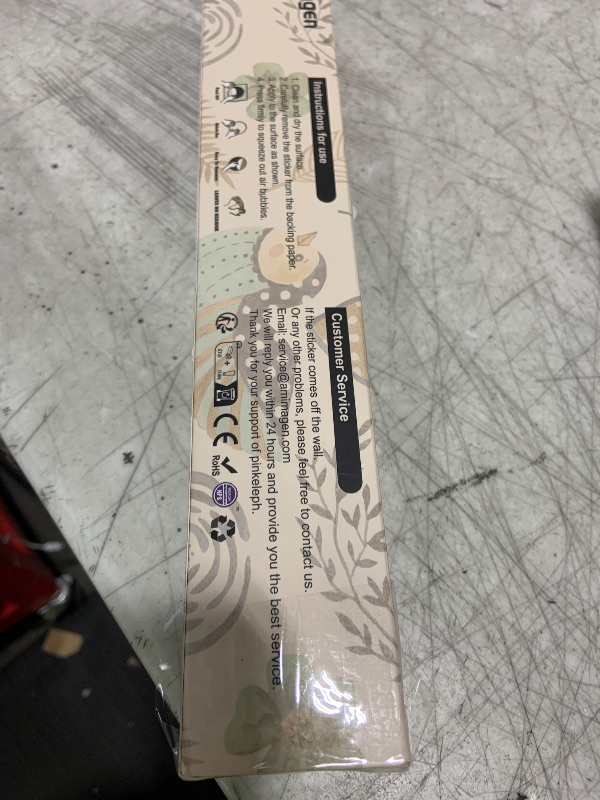 gen
Instructions for use
1. Clean and dry the surface.
2. Carefully remove the sticker from the backing paper.
3. Apply to the surface as shown.
4. Press firmly to squeeze out air bubbles.
Customer Service
If the sticker comes off the wall.
Or any other problems, please feel free to contact us.
Email: service@amimagen.com
We will reply you within 24 hours and provide you the best service.
Thank you for your support of pinkeleph.
CE
RoHS